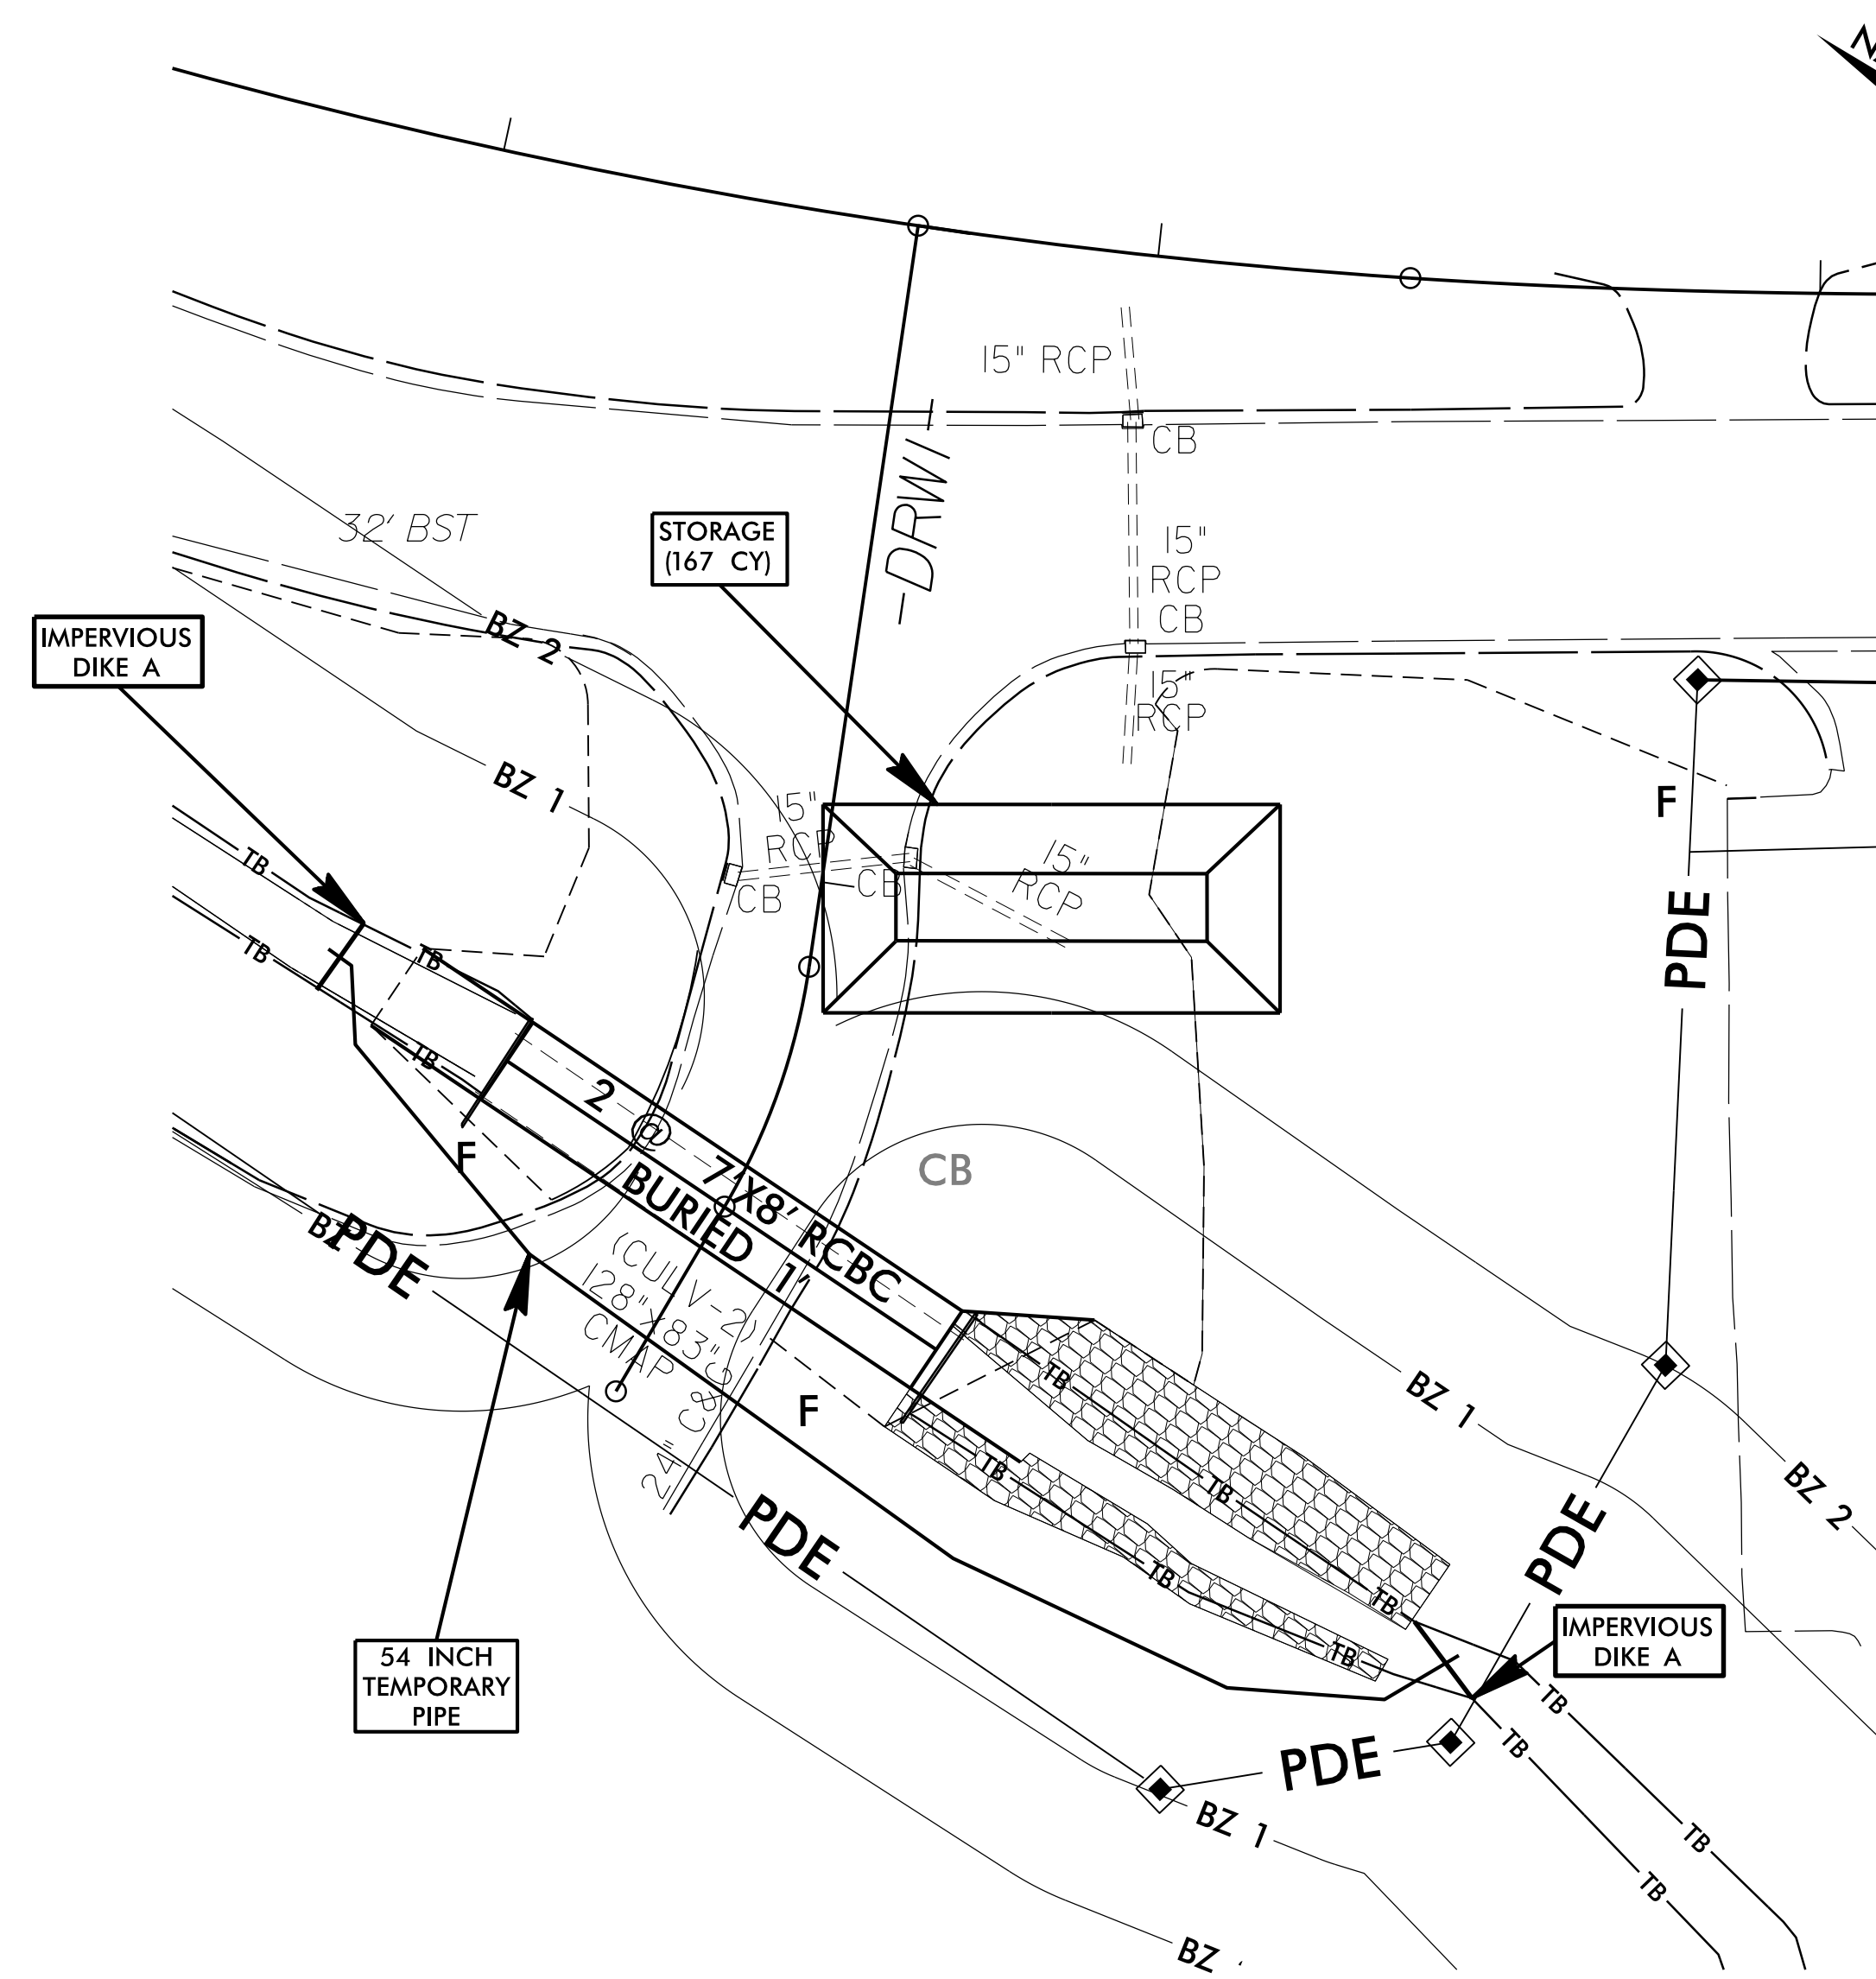 15" RCP
CB
32' BST
-DRW1
STORAGE
(167 CY)
15"
RCP
CB
15"
RCP
IMPERVIOUS
DIKE A
BZ 2
BZ 1
F
15"
RCP
CB
CB
15"
RCP
TB
TB
TB
TB
PDE
2 @ 7'X8' RCBC
BURIED 1'
F
CB
PDE
(CULV-2)
128"X83"
CMAP
F
TB
TB
BZ 1
BZ 2
PDE
TB
TB
TB
TB
PDE
54 INCH
TEMPORARY
PIPE
IMPERVIOUS
DIKE A
TB
TB
PDE
BZ 1
TB
TB
BZ